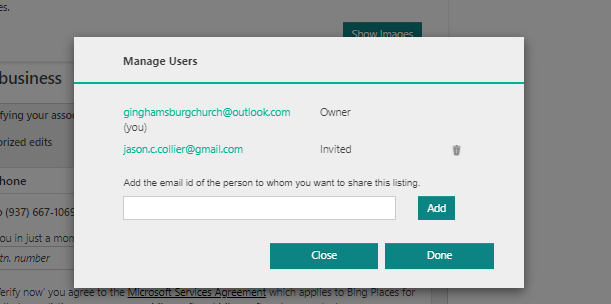 es.
Show Images
Manage Users
business
ginghamsburgchurch@outlook.com Owner
(you)
fying your asso
jason.c.collier@gmail.com Invited
orized edits
hone
Add the email id of the person to whom you want to share this listing.
(937) 667-1069
Add
ou in just a mon
tn. number
Close Done
erify now' you agree to the Microsoft Services Agreement which applies to Bing Places for